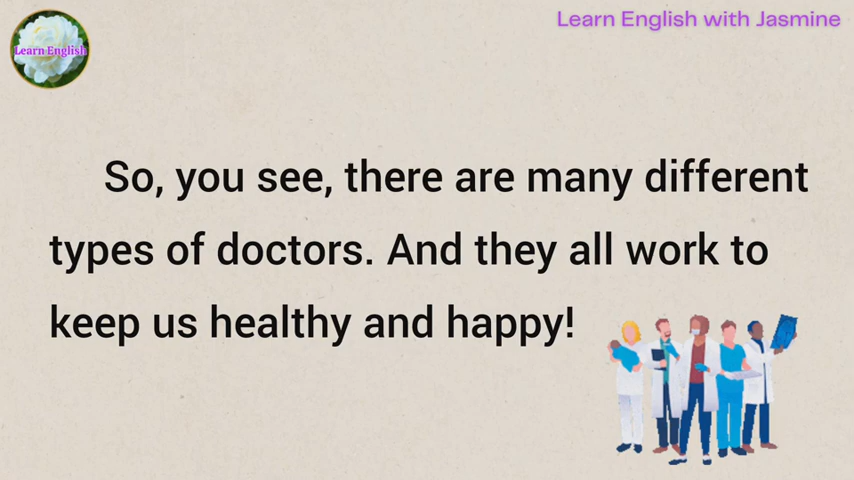 Learn English with Jasmine
Learn English
So, you see, there are many different
types of doctors. And they all work to
keep us healthy and happy!